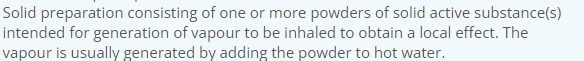 Solid preparation consisting of one or more powders of solid active substance(s)
intended for generation of vapour to be inhaled to obtain a local effect. The
vapour is usually generated by adding the powder to hot water.